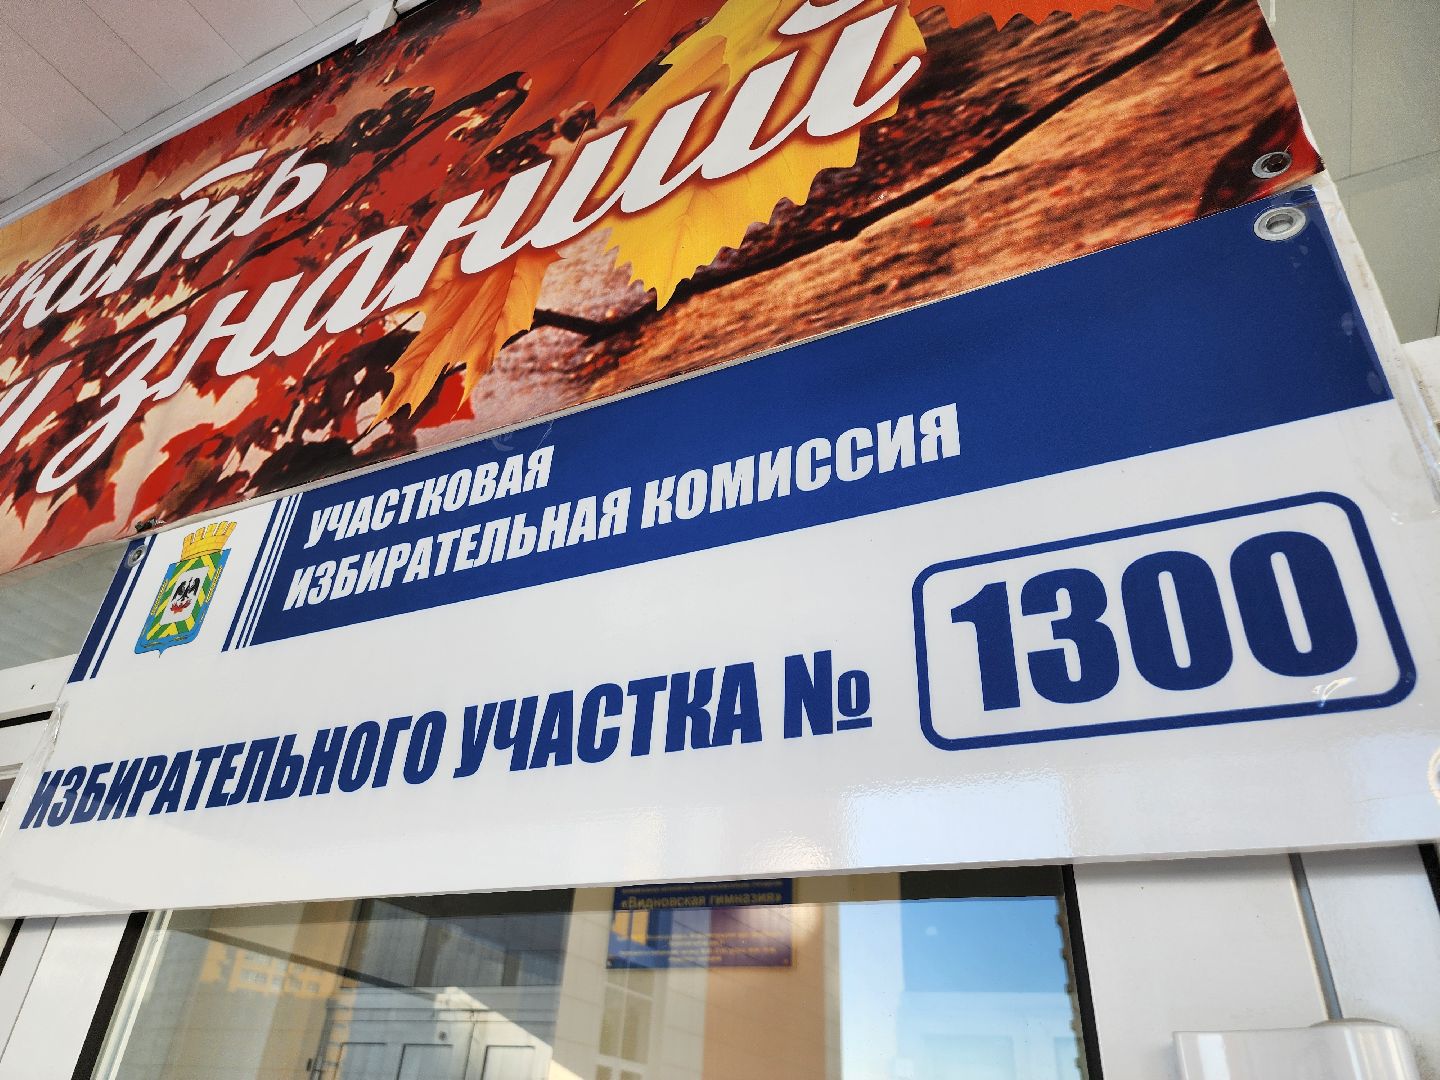 знаний
УЧАСТКОВАЯ
ИЗБИРАТЕЛЬНАЯ КОМИССИЯ
ИЗБИРАТЕЛЬНОГО УЧАСТКА № 1300
«Видновская гимназия»